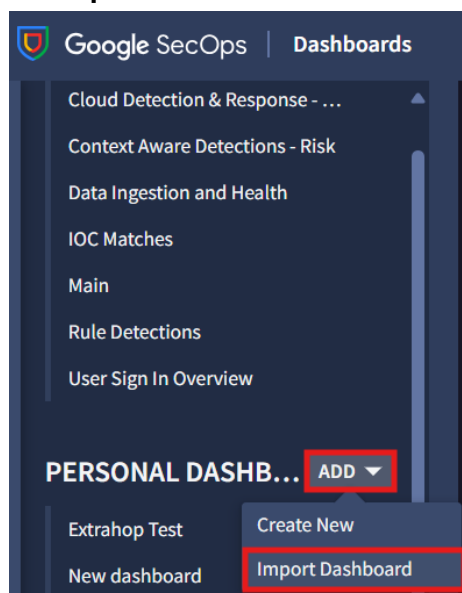 Google SecOps | Dashboards
Cloud Detection & Response - ...
Context Aware Detections - Risk
Data Ingestion and Health
IOC Matches
Main
Rule Detections
User Sign In Overview
PERSONAL DASHB... ADD
Extrahop Test
Create New
New dashboard
Import Dashboard